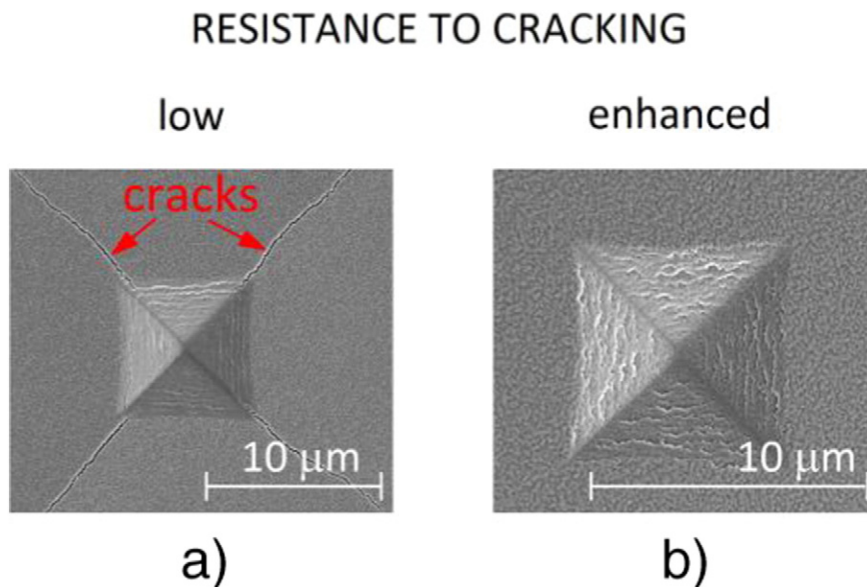 RESISTANCE TO CRACKING
low
enhanced
cracks
10 μm
10 μm
a)
b)